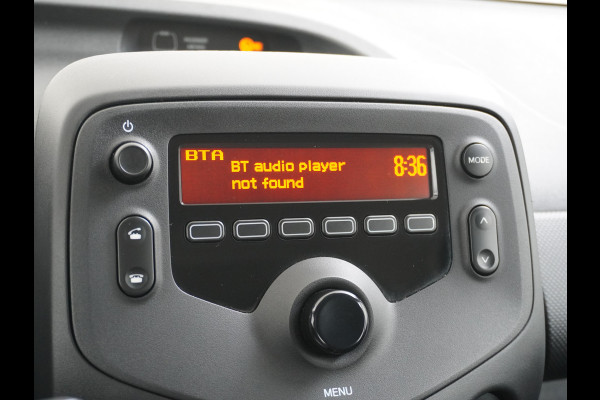 BTA
BT audio player
not found
8:36
MODE
MENU